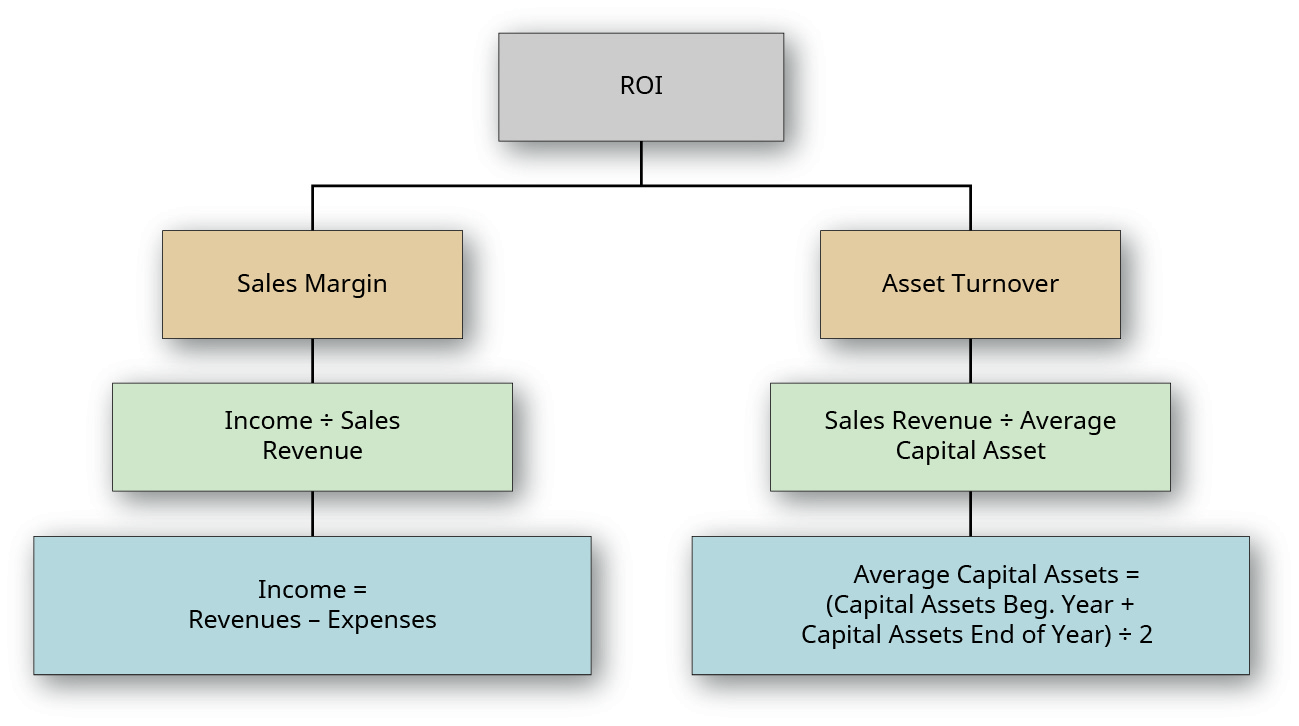 ROI
Sales Margin
Asset Turnover
Income ÷ Sales
Revenue
Sales Revenue ÷ Average
Capital Asset
Income =
Revenues – Expenses
Average Capital Assets =
(Capital Assets Beg. Year +
Capital Assets End of Year) ÷ 2